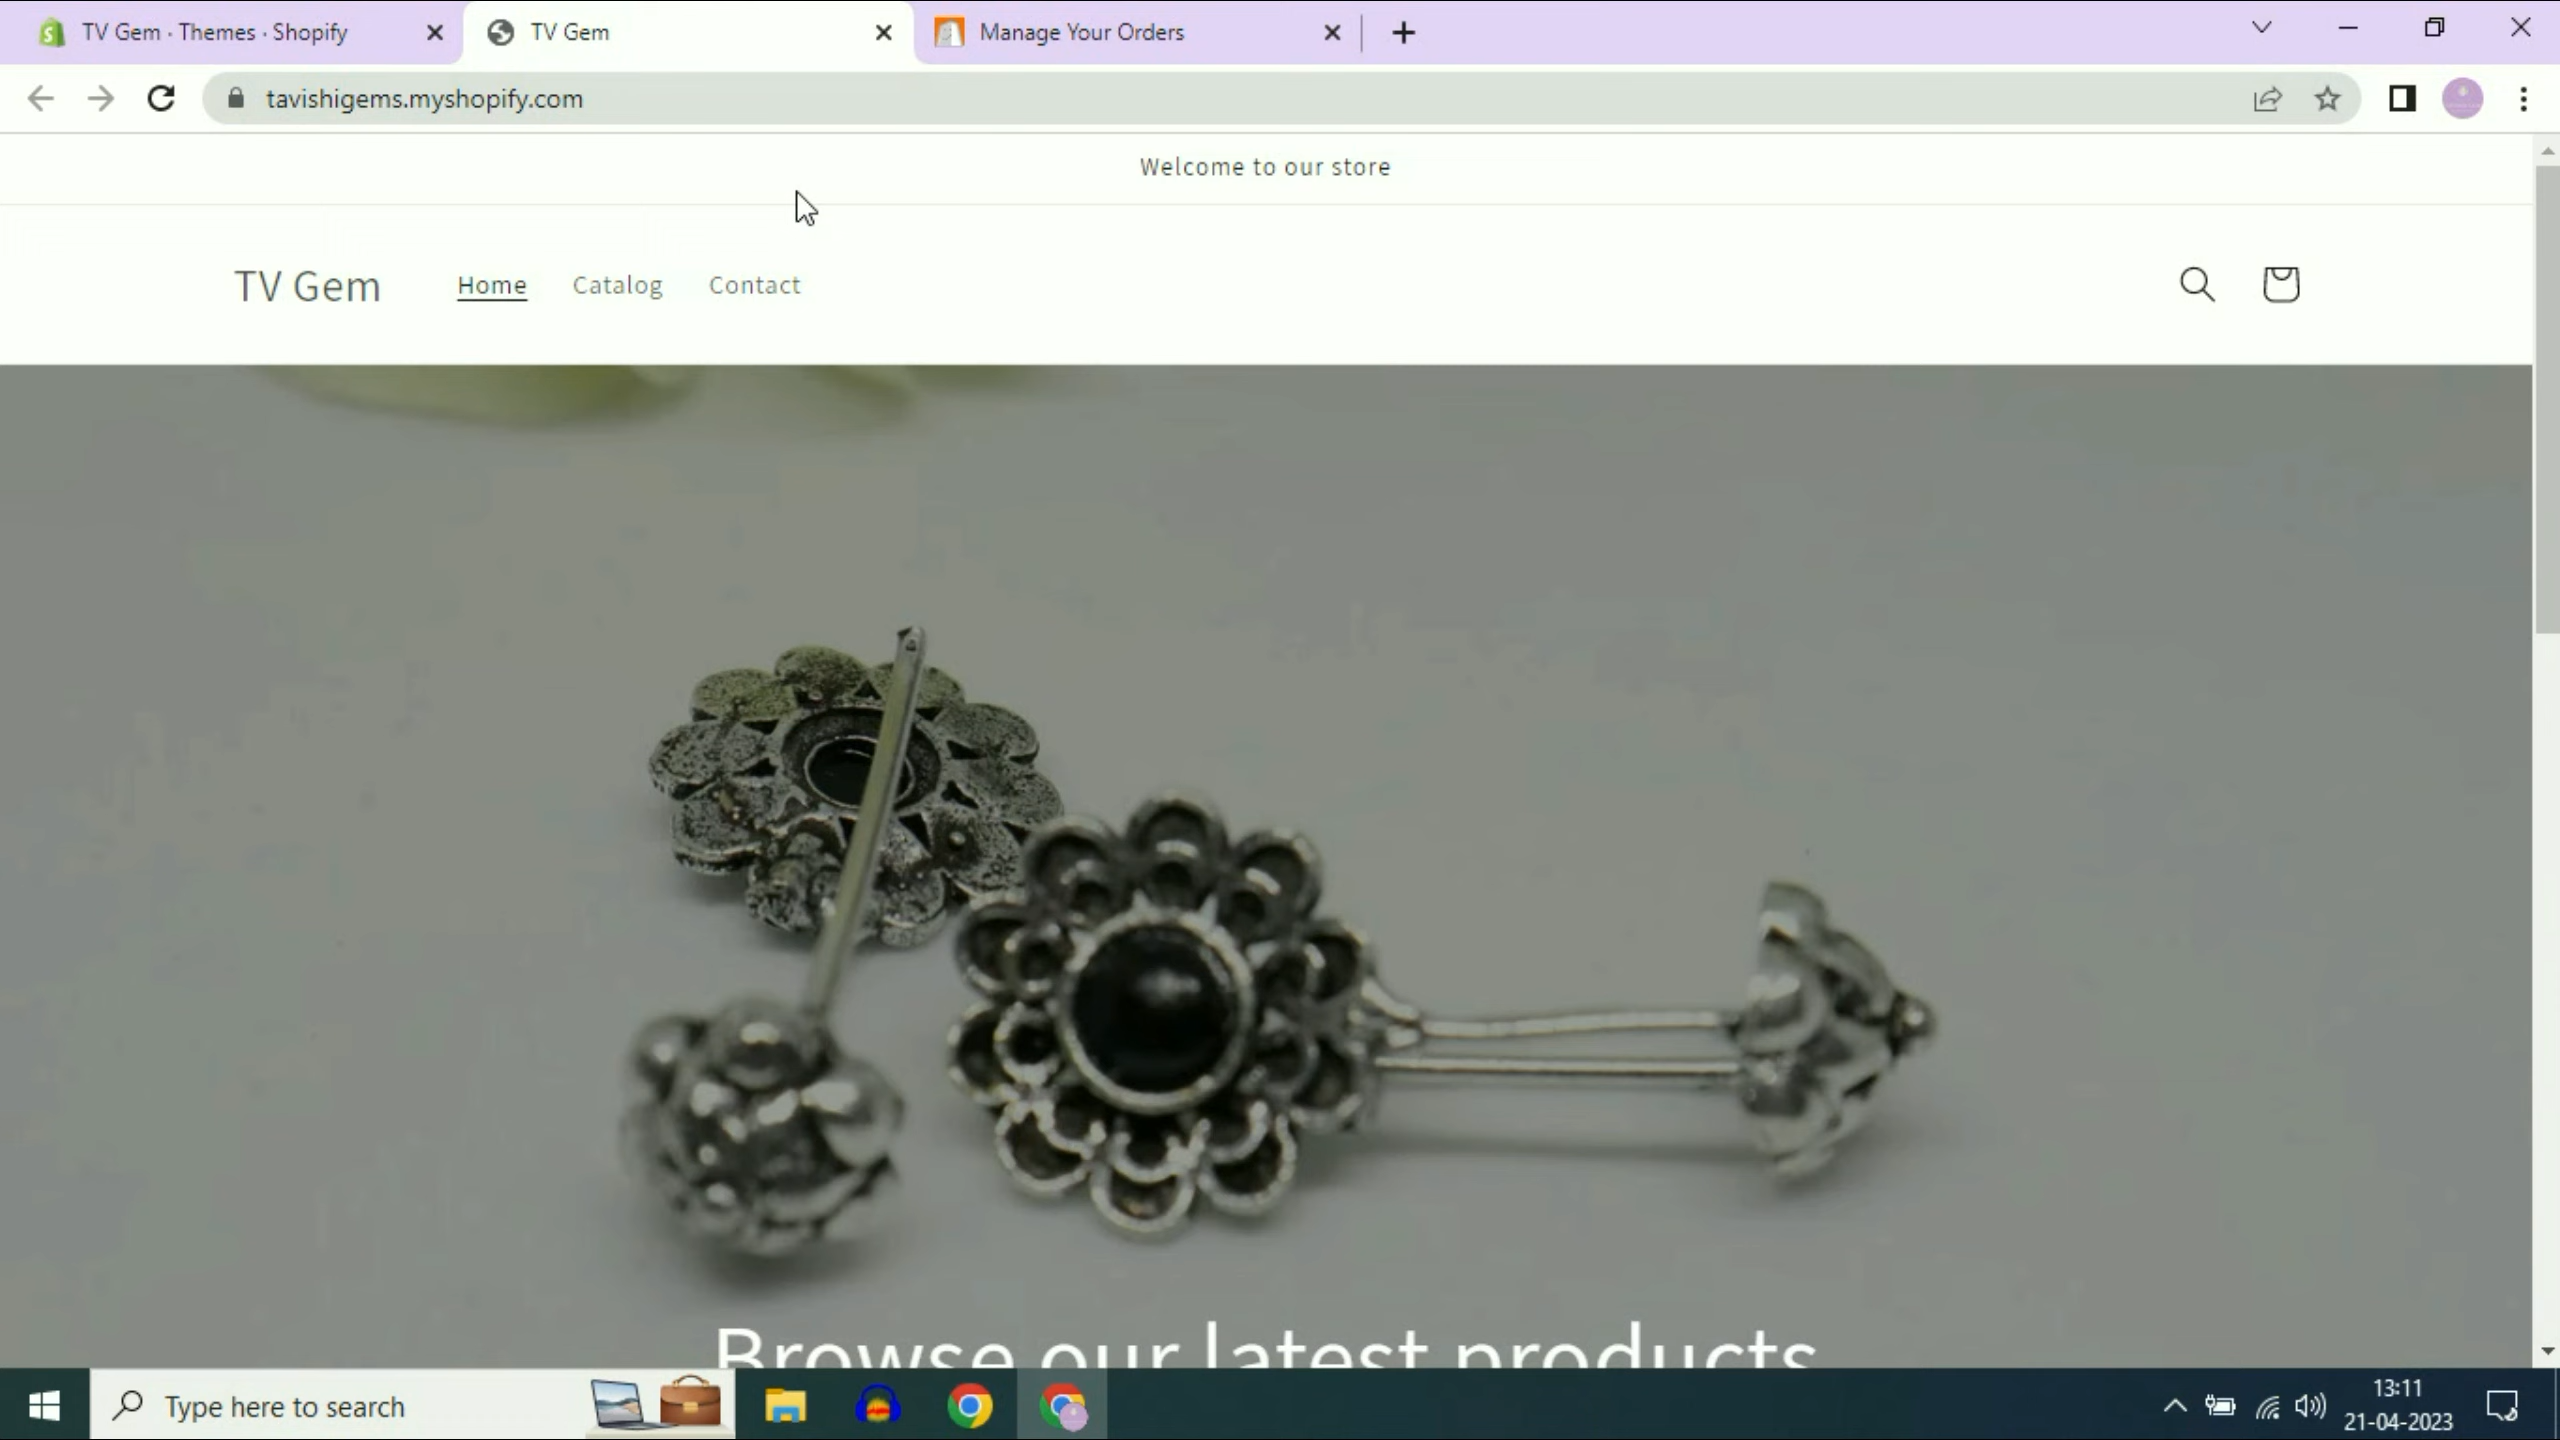 TV Gem · Themes · Shopify
TV Gem
Manage Your Orders
tavishigems.myshopify.com
Welcome to our store
TV Gem
Home
Catalog
Contact
Browse our latest products
Type here to search
13:11
21-04-2023